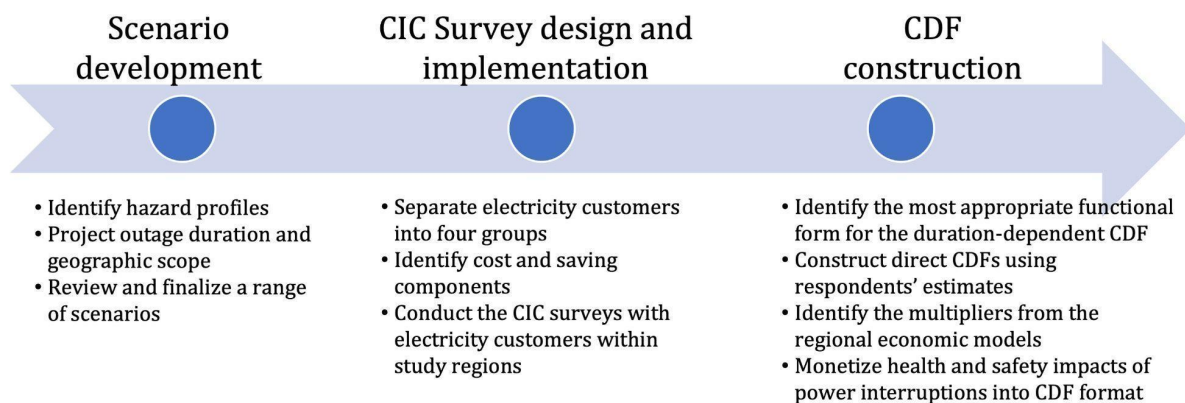 Scenario
development
• Identify hazard profiles
• Project outage duration and
geographic scope
• Review and finalize a range
of scenarios
CIC Survey design and
implementation
• Separate electricity customers
into four groups
• Identify cost and saving
components
• Conduct the CIC surveys with
electricity customers within
study regions
CDF
construction
• Identify the most appropriate functional
form for the duration-dependent CDF
• Construct direct CDFs using
respondents’ estimates
• Identify the multipliers from the
regional economic models
• Monetize health and safety impacts of
power interruptions into CDF format